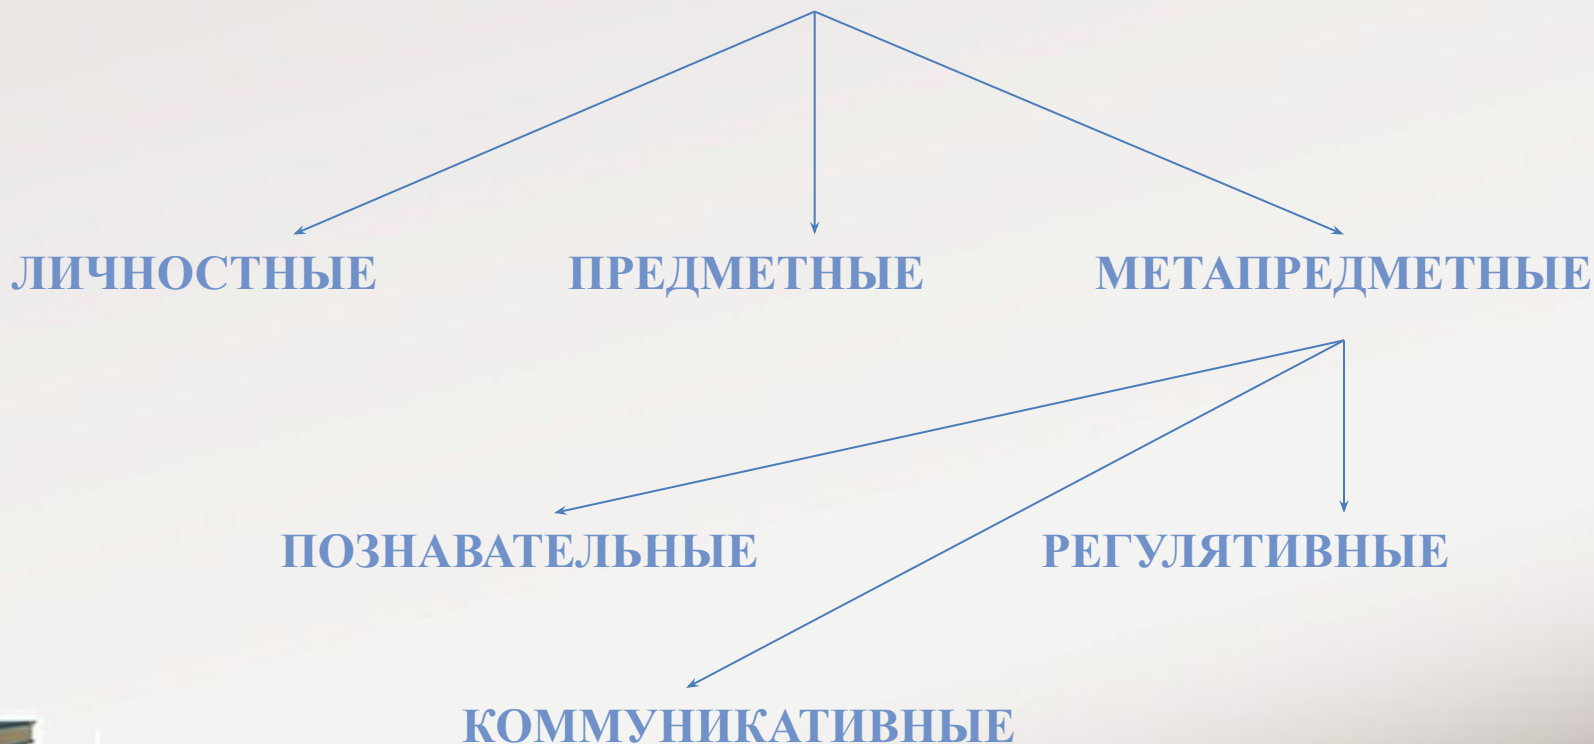 ЛИЧНОСТНЫЕ ПРЕДМЕТНЫЕ МЕТАПРЕДМЕТНЫЕ
ПОЗНАВАТЕЛЬНЫЕ РЕГУЛЯТИВНЫЕ
КОММУНИКАТИВНЫЕ